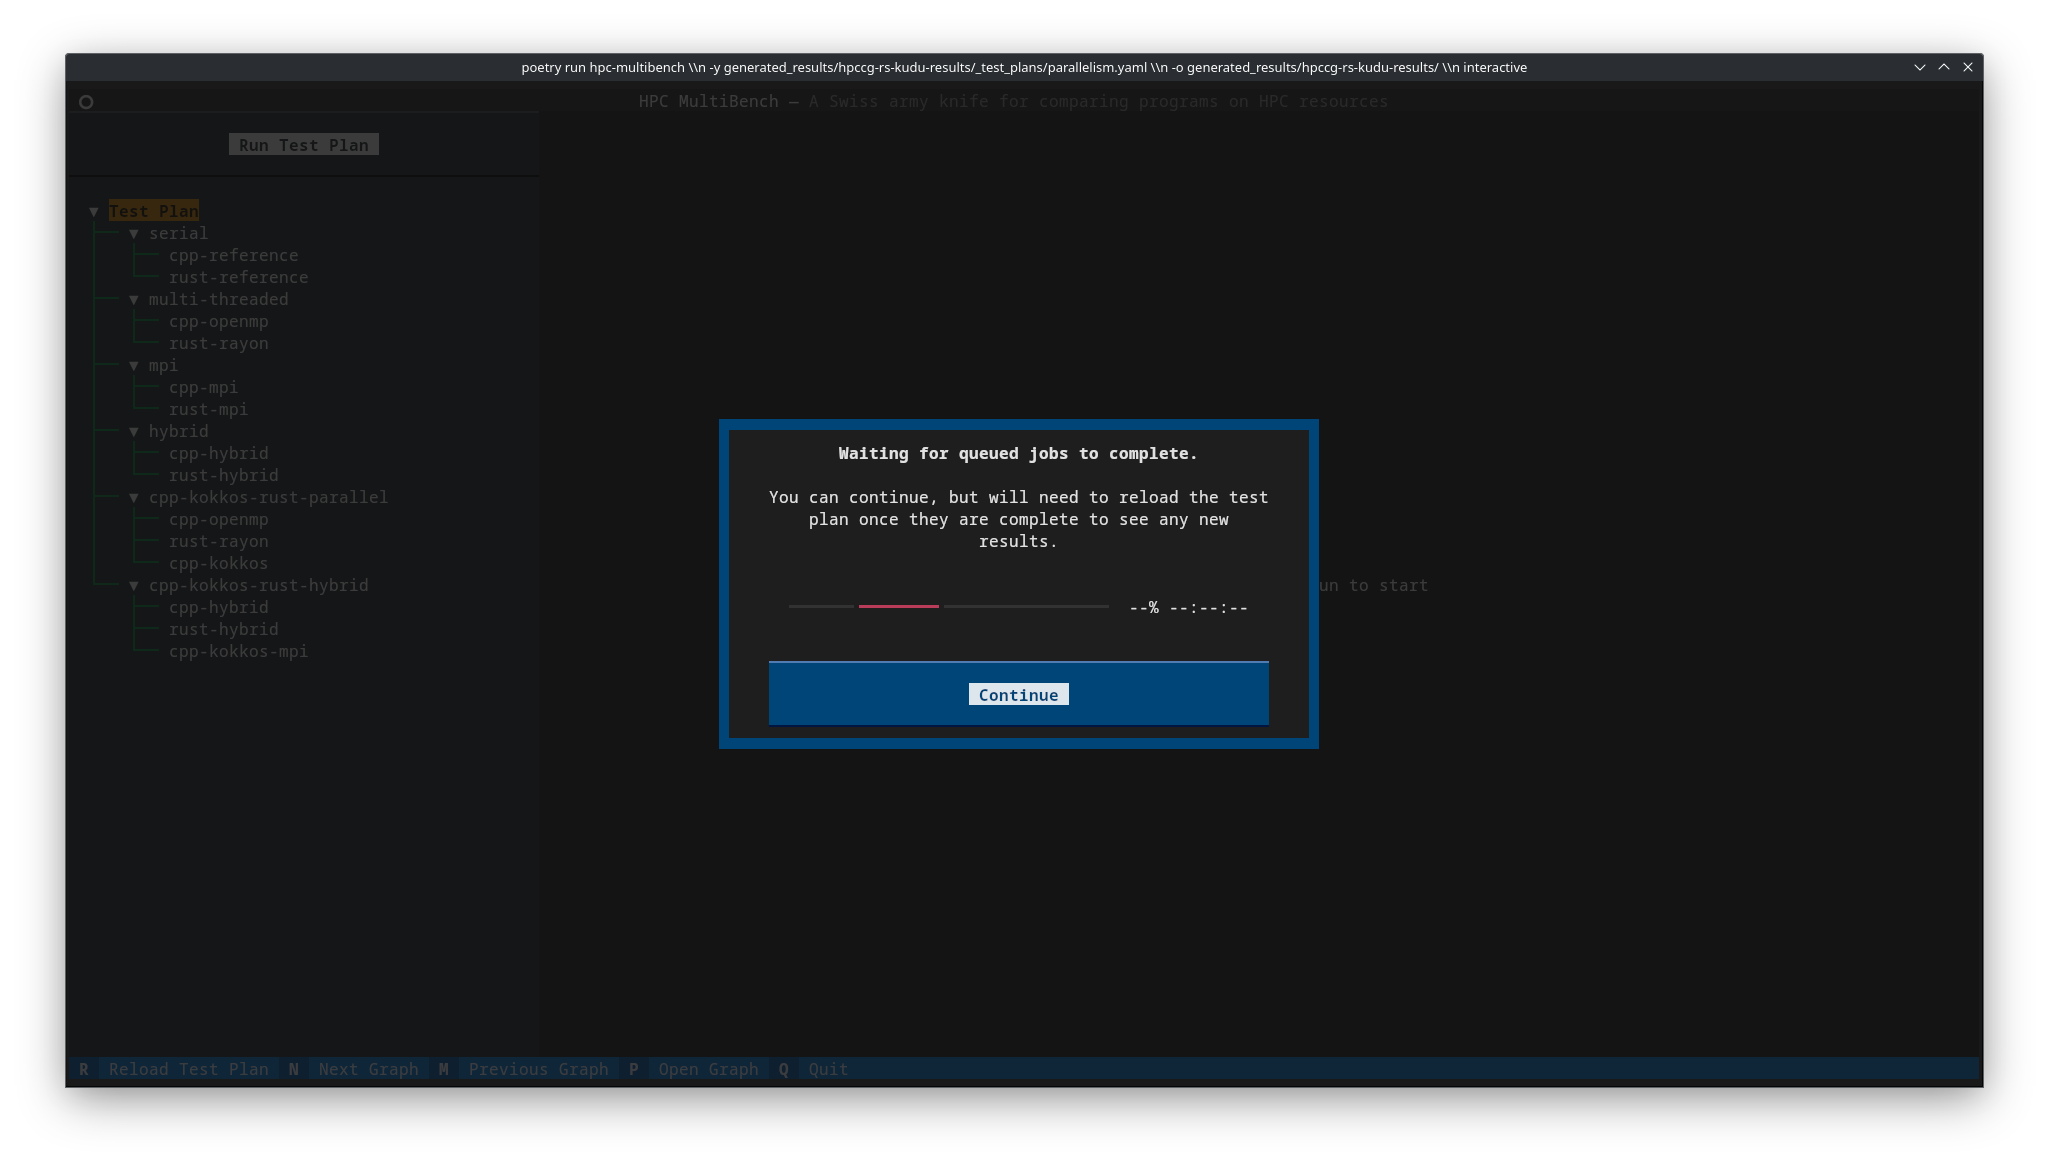 poetry run hpc-multibench \\n -y generated_results/hpccg-rs-kudu-results/_test_plans/parallelism.yaml \\n -o generated_results/hpccg-rs-kudu-results/ \\n interactive
HPC MultiBench — A Swiss army knife for comparing programs on HPC resources
Run Test Plan
▼ Test Plan
▼ serial
cpp-reference
rust-reference
▼ multi-threaded
cpp-openmp
rust-rayon
▼ mpi
cpp-mpi
rust-mpi
▼ hybrid
cpp-hybrid
rust-hybrid
▼ cpp-kokkos-rust-parallel
cpp-openmp
rust-rayon
cpp-kokkos
▼ cpp-kokkos-rust-hybrid
cpp-hybrid
rust-hybrid
cpp-kokkos-mpi
Waiting for queued jobs to complete.
You can continue, but will need to reload the test
plan once they are complete to see any new
results.
un to start
--% --:--:--
Continue
R Reload Test Plan N Next Graph M Previous Graph P Open Graph Q Quit